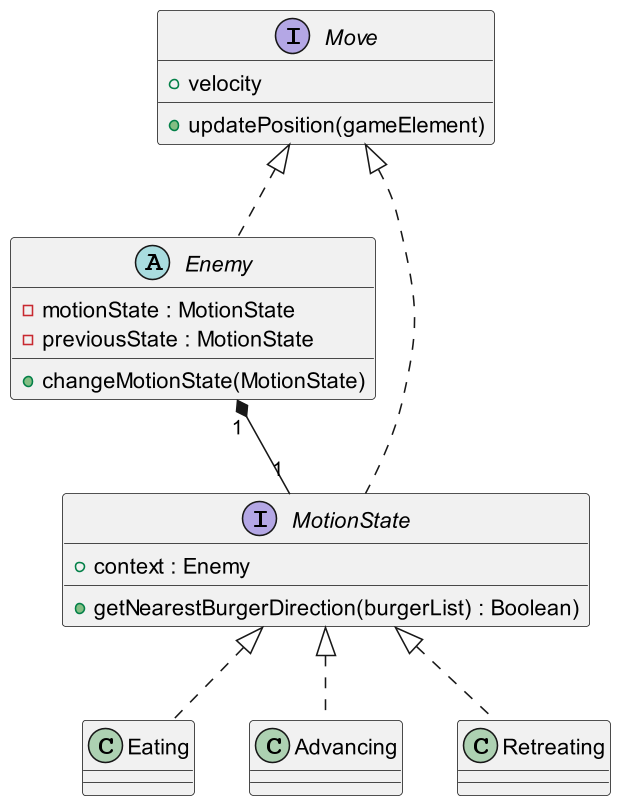 I Move
velocity
updatePosition(gameElement)
A Enemy
motionState : MotionState
previousState : MotionState
changeMotionState(MotionState)
1
1
I MotionState
context : Enemy
getNearestBurgerDirection(burgerList) : Boolean)
C Eating
C Advancing
C Retreating